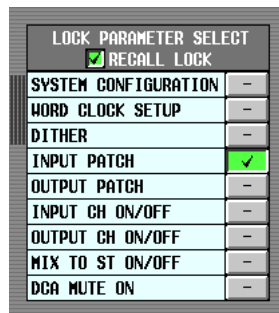 LOCK PARAMETER SELECT
RECALL LOCK
SYSTEM CONFIGURATION -
WORD CLOCK SETUP -
DITHER -
INPUT PATCH ✓
OUTPUT PATCH -
INPUT CH ON/OFF -
OUTPUT CH ON/OFF -
MIX TO ST ON/OFF -
DCA MUTE ON -